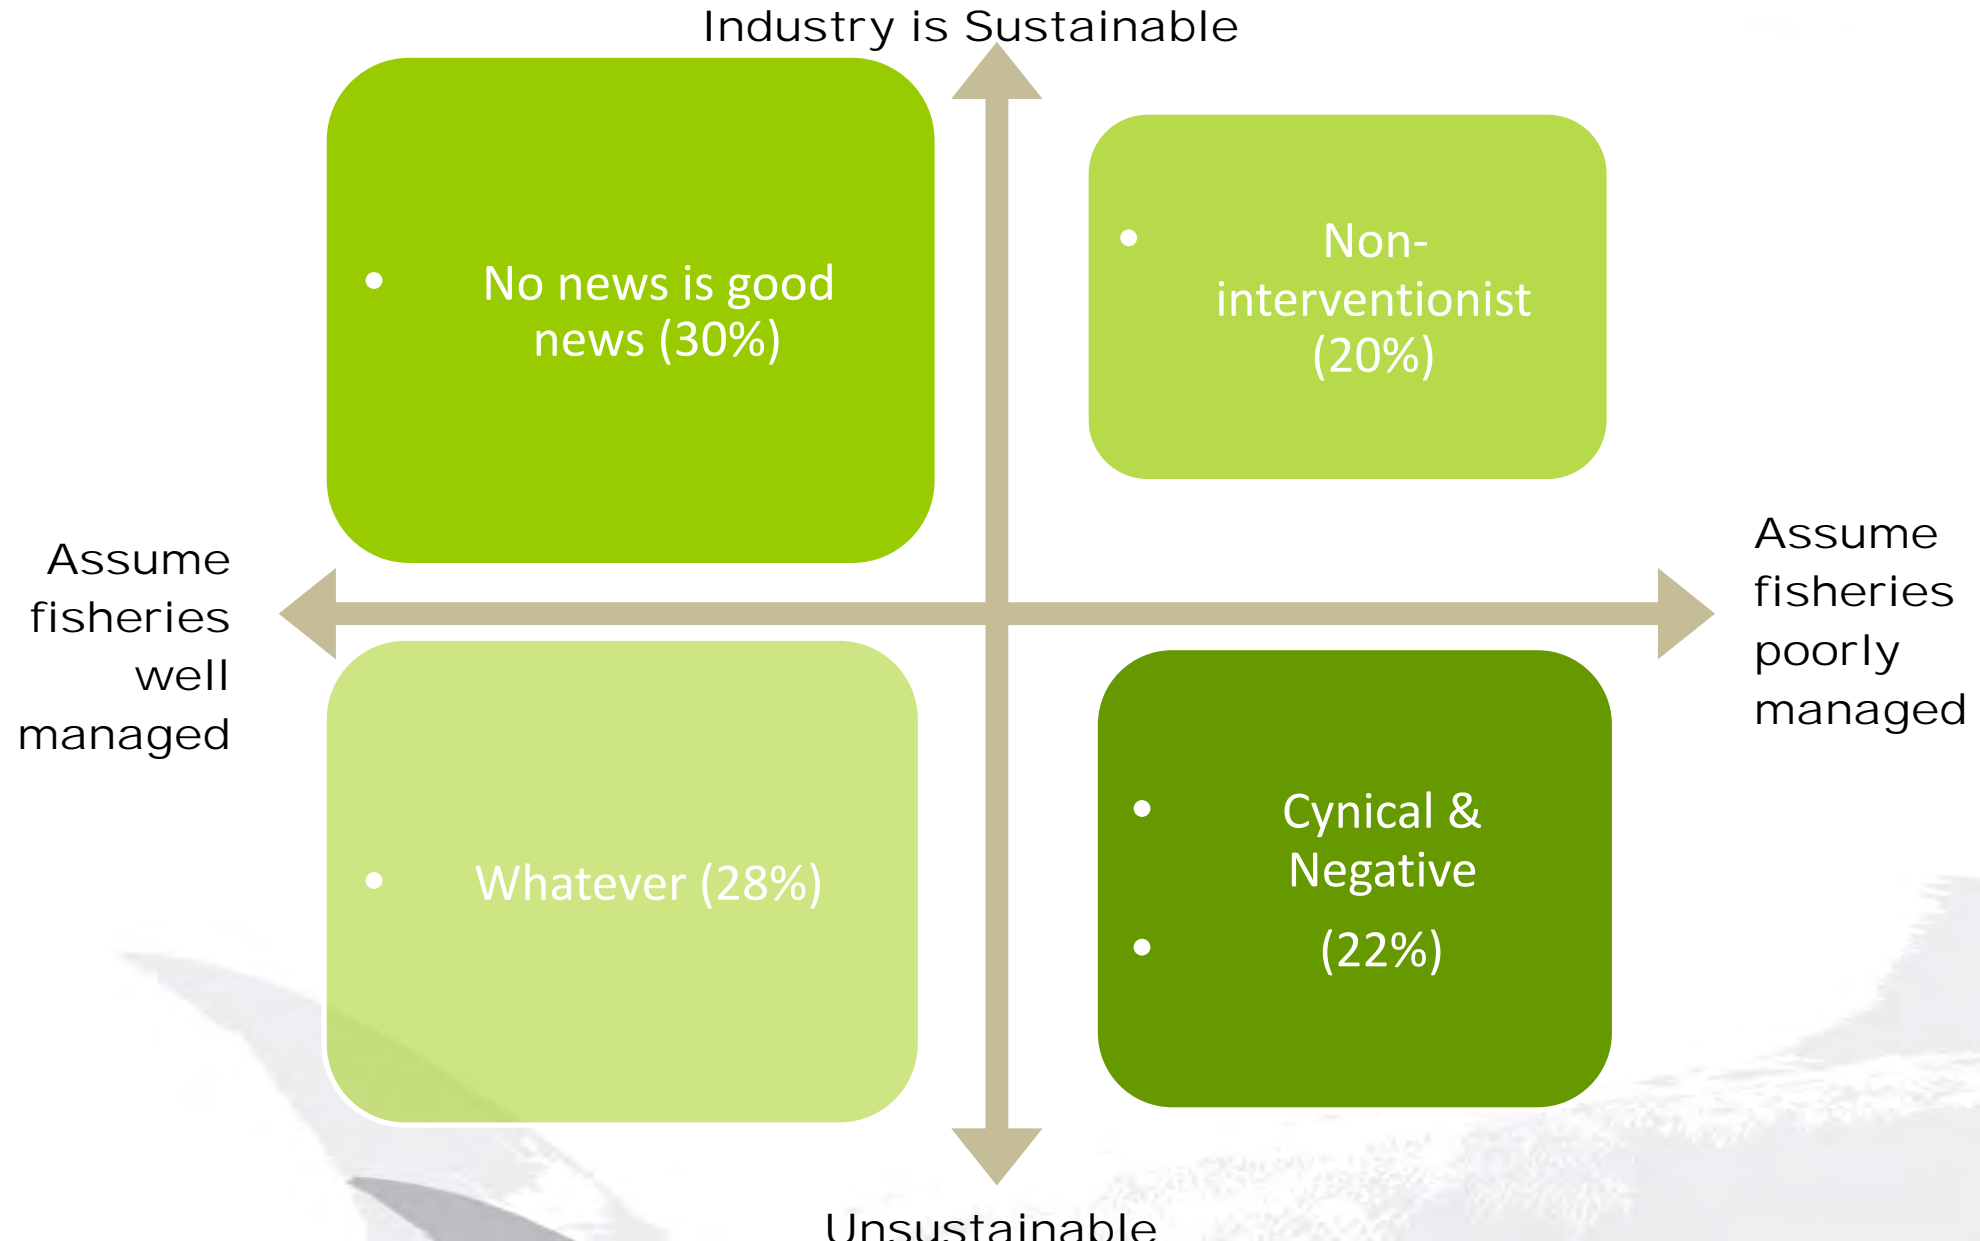 Industry is Sustainable
• No news is good
news (30%)
• Non-
interventionist
(20%)
Assume
fisheries
well
managed
Assume
fisheries
poorly
managed
• Whatever (28%)
• Cynical &
Negative
• (22%)
Unsustainable